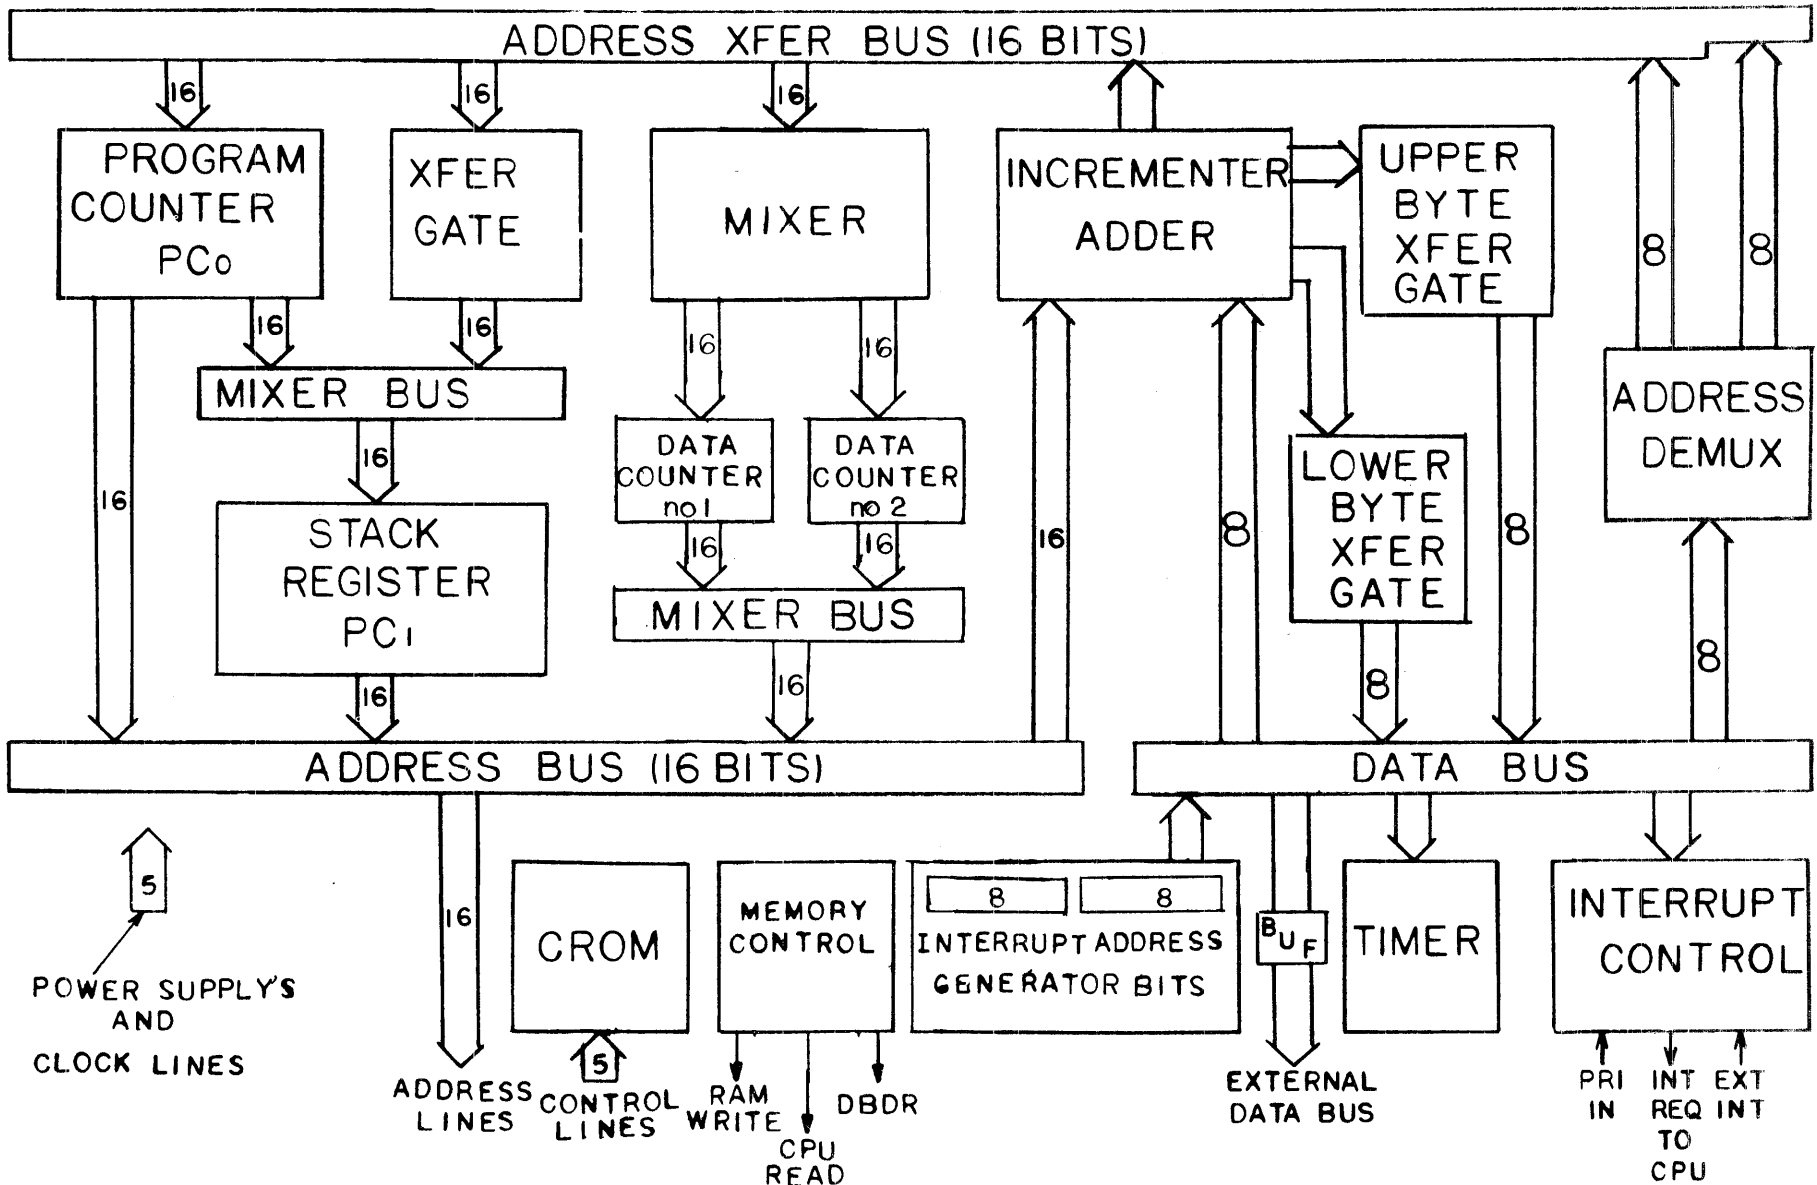 ADDRESS XFER BUS (16 BITS)
16
16
16
PROGRAM
COUNTER
PC0
XFER
GATE
MIXER
INCREMENTER
ADDER
UPPER
BYTE
XFER
GATE
8
8
16
16
16
16
MIXER BUS
ADDRESS
DEMUX
16
DATA
COUNTER
no 1
DATA
COUNTER
no 2
LOWER
BYTE
XFER
GATE
16
STACK
REGISTER
PC1
16
16
16
8
8
MIXER BUS
8
16
16
8
ADDRESS BUS (16 BITS)
DATA BUS
5
16
CROM
MEMORY
CONTROL
8
8
INTERRUPT ADDRESS
GENERATOR BITS
BUF
TIMER
INTERRUPT
CONTROL
POWER SUPPLY'S
AND
CLOCK LINES
ADDRESS
LINES
5
CONTROL
LINES
RAM
WRITE
CPU
READ
DBDR
EXTERNAL
DATA BUS
PRI
IN
INT
REQ
TO
CPU
EXT
INT